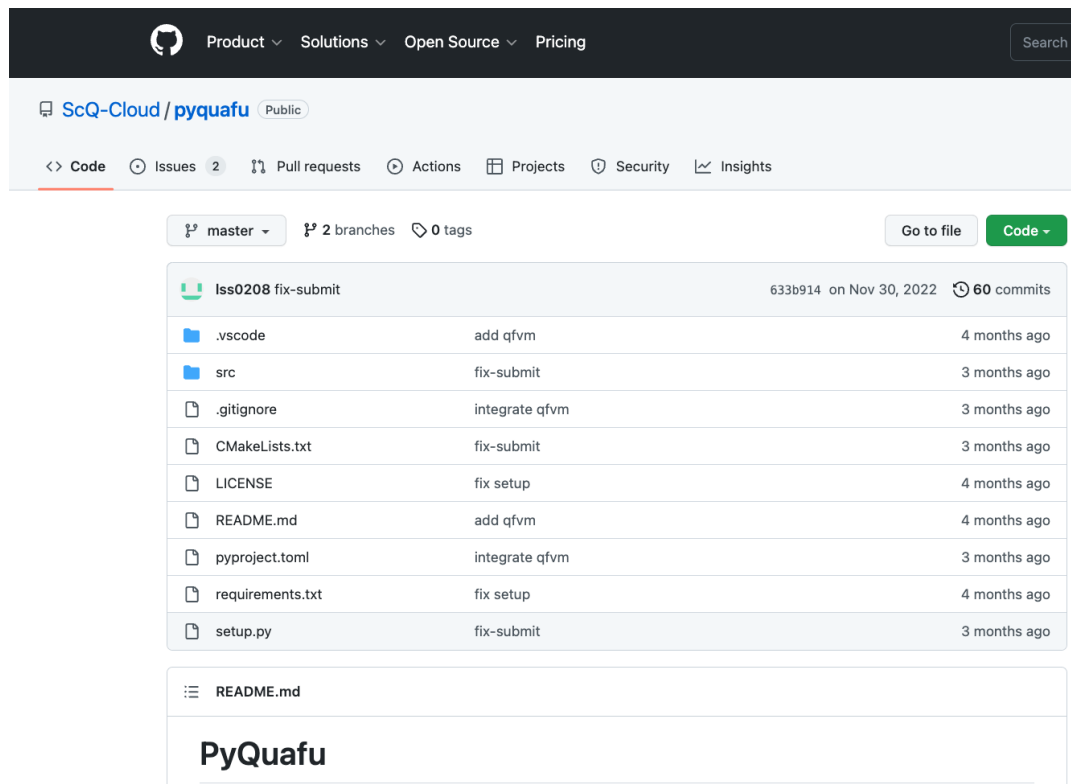 Product Solutions Open Source Pricing Search
ScQ-Cloud / pyquafu Public
Code Issues 2 Pull requests Actions Projects Security Insights
master 2 branches 0 tags Go to file Code
lss0208 fix-submit 633b914 on Nov 30, 2022 60 commits
.vscode add qfvm 4 months ago
src fix-submit 3 months ago
.gitignore integrate qfvm 3 months ago
CMakeLists.txt fix-submit 3 months ago
LICENSE fix setup 4 months ago
README.md add qfvm 4 months ago
pyproject.toml integrate qfvm 3 months ago
requirements.txt fix setup 4 months ago
setup.py fix-submit 3 months ago
README.md
PyQuafu